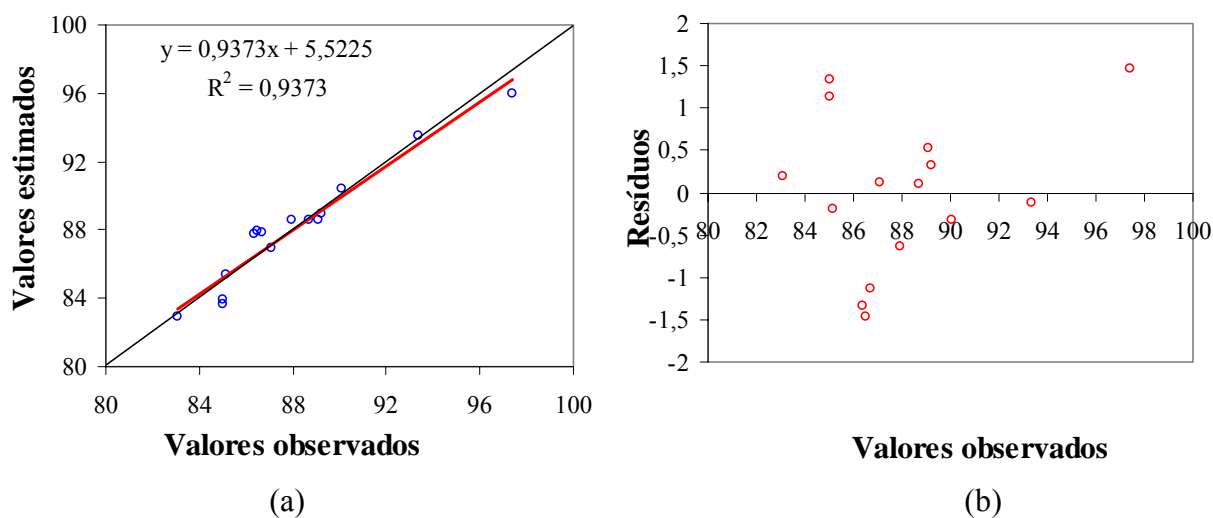 100
96
92
88
84
80
Valores estimados
y = 0,9373x + 5,5225
R² = 0,9373
80 84 88 92 96 100
Valores observados
(a)
2
1,5
1
0,5
0
-0,5
-1
-1,5
-2
Resíduos
80 82 84 86 88 90 92 94 96 98 100
Valores observados
(b)